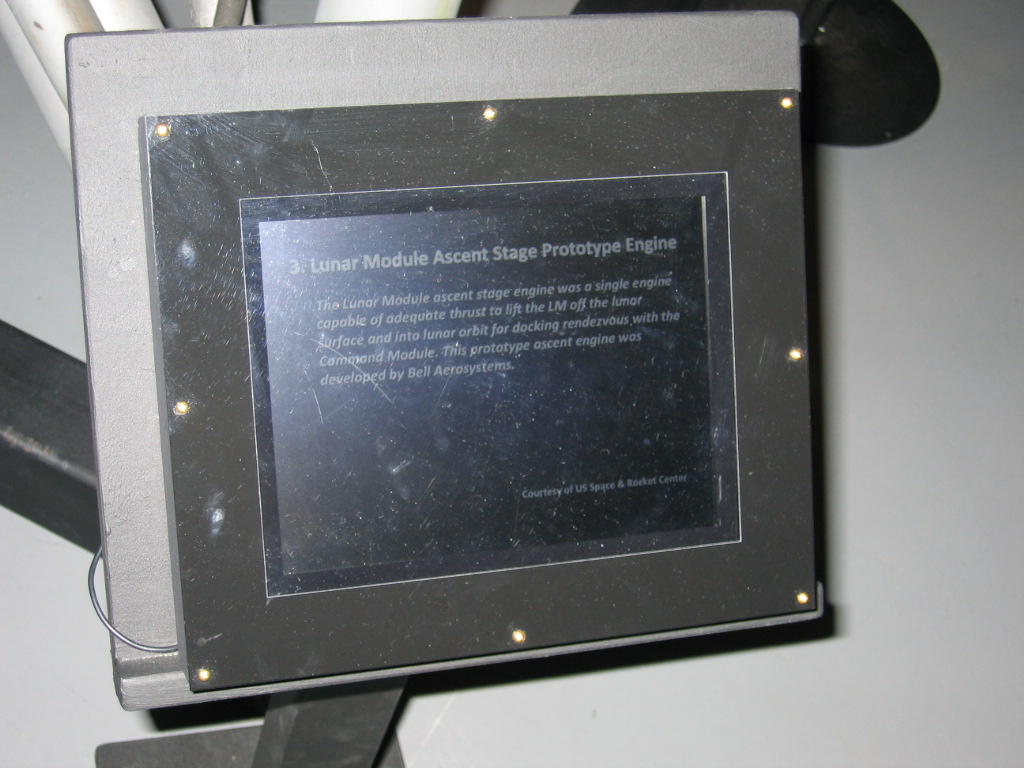 3. Lunar Module Ascent Stage Prototype Engine
The Lunar Module ascent stage engine was a single engine
capable of adequate thrust to lift the LM off the lunar
surface and into lunar orbit for docking rendezvous with the
Command Module. This prototype ascent engine was
developed by Bell Aerosystems.
Courtesy of US Space & Rocket Center